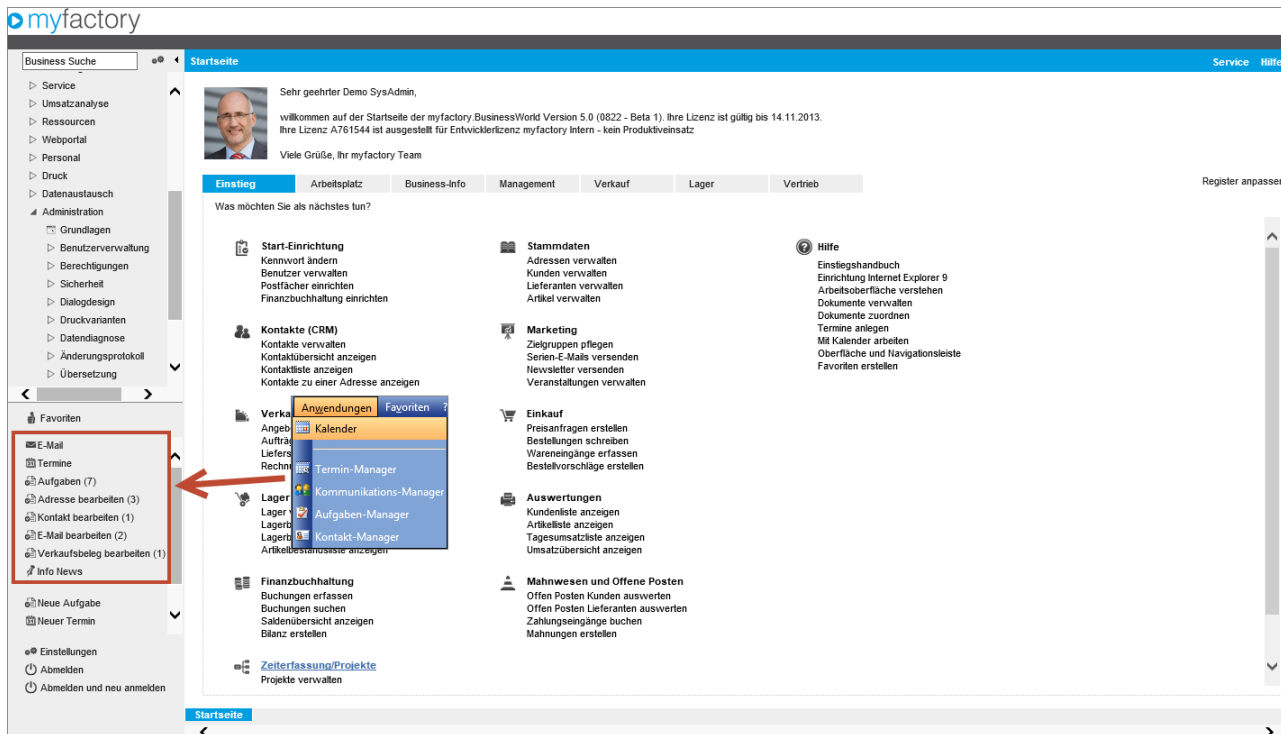 myfactory
Business Suche
Startseite
Service Hilfe
Service
Umsatzanalyse
Ressourcen
Webportal
Personal
Druck
Datenaustausch
Administration
Grundlagen
Benutzerverwaltung
Berechtigungen
Sicherheit
Dialogdesign
Druckvarianten
Datendiagnose
Änderungsprotokoll
Übersetzung
Favoriten
E-Mail
Termine
Aufgaben (7)
Adresse bearbeiten (3)
Kontakt bearbeiten (1)
E-Mail bearbeiten (2)
Verkaufsbeleg bearbeiten (1)
Info News
Neue Aufgabe
Neuer Termin
Einstellungen
Abmelden
Abmelden und neu anmelden
Sehr geehrter Demo SysAdmin,
willkommen auf der Startseite der myfactory.BusinessWorld Version 5.0 (0822 - Beta 1). Ihre Lizenz ist gültig bis 14.11.2013.
Ihre Lizenz A761544 ist ausgestellt für Entwicklerlizenz myfactory Intern - kein Produktiveinsatz
Viele Grüße, Ihr myfactory Team
Einstieg Arbeitsplatz Business-Info Management Verkauf Lager Vertrieb
Register anpassen
Was möchten Sie als nächstes tun?
Start-Einrichtung
Kennwort ändern
Benutzer verwalten
Postfächer einrichten
Finanzbuchhaltung einrichten
Stammdaten
Adressen verwalten
Kunden verwalten
Lieferanten verwalten
Artikel verwalten
Hilfe
Einstiegshandbuch
Einrichtung Internet Explorer 9
Arbeitsoberfläche verstehen
Dokumente verwalten
Dokumente zuordnen
Termine anlegen
Mit Kalender arbeiten
Oberfläche und Navigationsleiste
Favoriten erstellen
Kontakte (CRM)
Kontakte verwalten
Kontaktübersicht anzeigen
Kontaktliste anzeigen
Kontakte zu einer Adresse anzeigen
Marketing
Zielgruppen pflegen
Serien-E-Mails versenden
Newsletter versenden
Veranstaltungen verwalten
Verka
Angeb
Aufträ
Liefers
Rechn
Anwendungen Favoriten ?
Kalender
Termin-Manager
Kommunikations-Manager
Aufgaben-Manager
Kontakt-Manager
Einkauf
Preisanfragen erstellen
Bestellungen schreiben
Wareneingänge erfassen
Bestellvorschläge erstellen
Lager
Lager
Lagerb
Lagerb
Artikelbestandsliste anzeigen
Auswertungen
Kundenliste anzeigen
Artikelliste anzeigen
Tagesumsatzliste anzeigen
Umsatzübersicht anzeigen
Finanzbuchhaltung
Buchungen erfassen
Buchungen suchen
Saldenübersicht anzeigen
Bilanz erstellen
Mahnwesen und Offene Posten
Offen Posten Kunden auswerten
Offen Posten Lieferanten auswerten
Zahlungseingänge buchen
Mahnungen erstellen
Zeiterfassung/Projekte
Projekte verwalten
Startseite